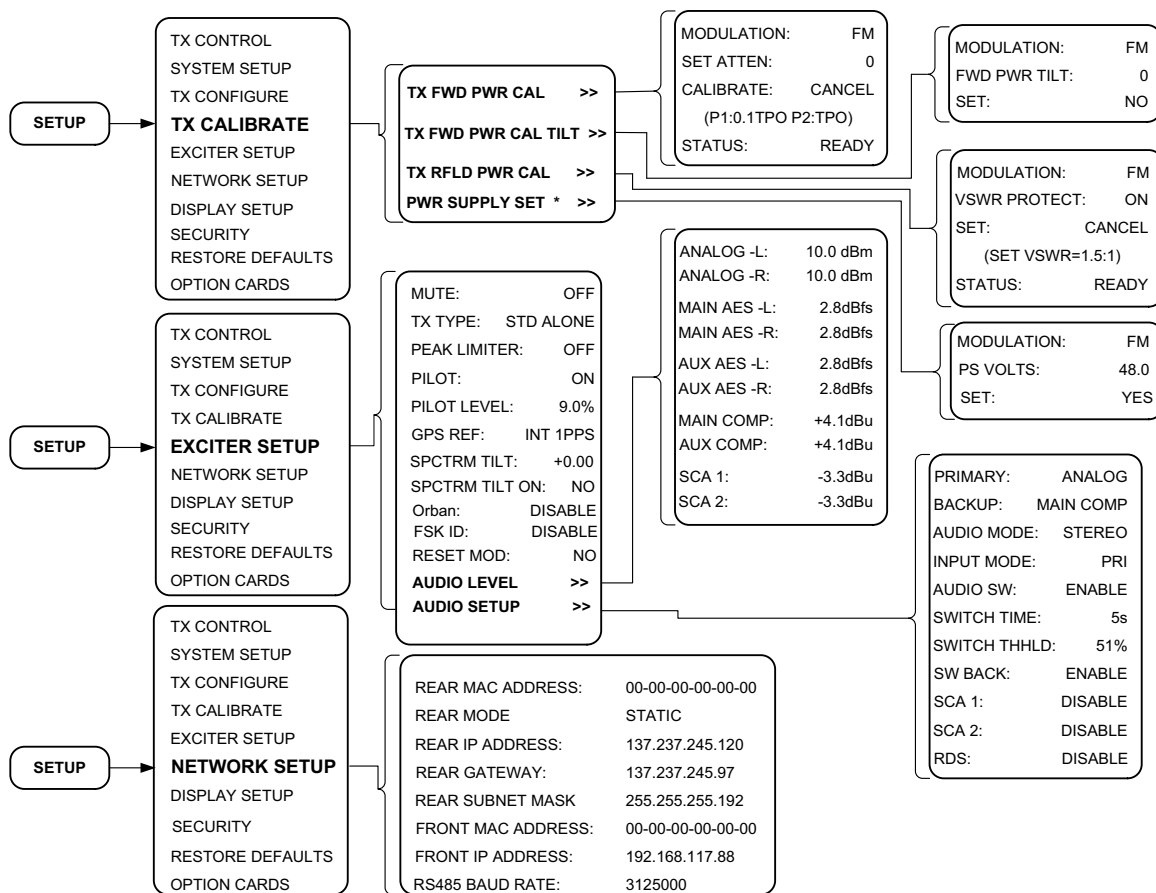 SETUP
TX CONTROL
SYSTEM SETUP
TX CONFIGURE
TX CALIBRATE
EXCITER SETUP
NETWORK SETUP
DISPLAY SETUP
SECURITY
RESTORE DEFAULTS
OPTION CARDS
TX FWD PWR CAL >>
TX FWD PWR CAL TILT >>
TX RFLD PWR CAL >>
PWR SUPPLY SET * >>
MODULATION: FM
SET ATTEN: 0
CALIBRATE: CANCEL
(P1:0.1TPO P2:TPO)
STATUS: READY
MODULATION: FM
FWD PWR TILT: 0
SET: NO
MODULATION: FM
VSWR PROTECT: ON
SET: CANCEL
(SET VSWR=1.5:1)
STATUS: READY
MODULATION: FM
PS VOLTS: 48.0
SET: YES
SETUP
TX CONTROL
SYSTEM SETUP
TX CONFIGURE
TX CALIBRATE
EXCITER SETUP
NETWORK SETUP
DISPLAY SETUP
SECURITY
RESTORE DEFAULTS
OPTION CARDS
MUTE: OFF
TX TYPE: STD ALONE
PEAK LIMITER: OFF
PILOT: ON
PILOT LEVEL: 9.0%
GPS REF: INT 1PPS
SPCTRM TILT: +0.00
SPCTRM TILT ON: NO
Orban: DISABLE
FSK ID: DISABLE
RESET MOD: NO
AUDIO LEVEL >>
AUDIO SETUP >>
ANALOG -L: 10.0 dBm
ANALOG -R: 10.0 dBm
MAIN AES -L: 2.8dBfs
MAIN AES -R: 2.8dBfs
AUX AES -L: 2.8dBfs
AUX AES -R: 2.8dBfs
MAIN COMP: +4.1dBu
AUX COMP: +4.1dBu
SCA 1: -3.3dBu
SCA 2: -3.3dBu
PRIMARY: ANALOG
BACKUP: MAIN COMP
AUDIO MODE: STEREO
INPUT MODE: PRI
AUDIO SW: ENABLE
SWITCH TIME: 5s
SWITCH THHLD: 51%
SW BACK: ENABLE
SCA 1: DISABLE
SCA 2: DISABLE
RDS: DISABLE
SETUP
TX CONTROL
SYSTEM SETUP
TX CONFIGURE
TX CALIBRATE
EXCITER SETUP
NETWORK SETUP
DISPLAY SETUP
SECURITY
RESTORE DEFAULTS
OPTION CARDS
REAR MAC ADDRESS: 00-00-00-00-00-00
REAR MODE STATIC
REAR IP ADDRESS: 137.237.245.120
REAR GATEWAY: 137.237.245.97
REAR SUBNET MASK 255.255.255.192
FRONT MAC ADDRESS: 00-00-00-00-00-00
FRONT IP ADDRESS: 192.168.117.88
RS485 BAUD RATE: 3125000